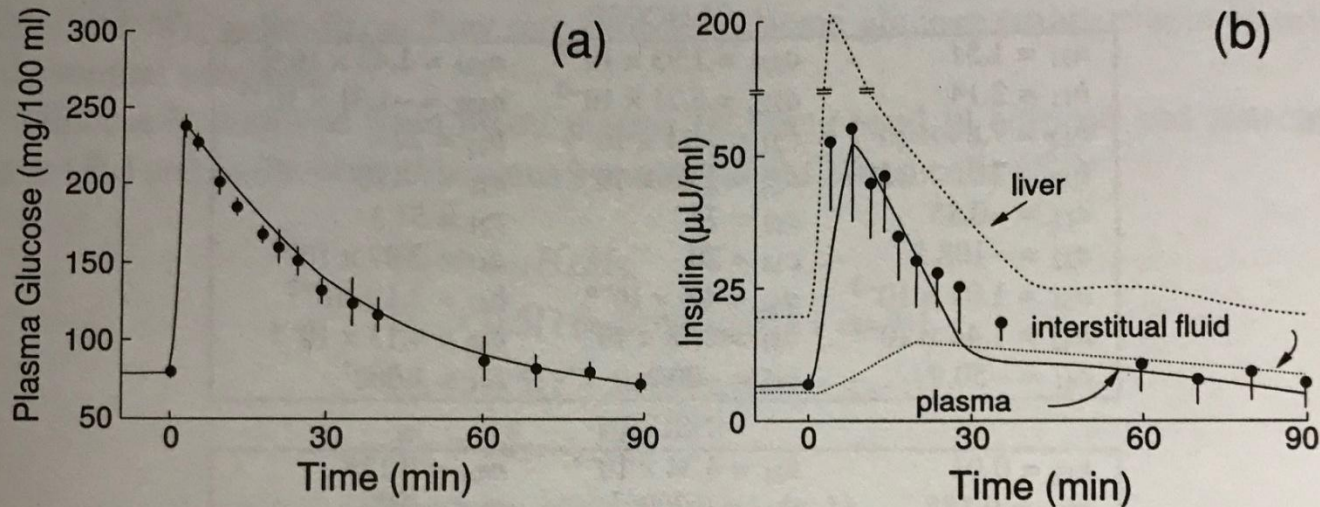 (a)
Plasma Glucose (mg/100 ml)
300
250
200
150
100
50
0
30
60
90
Time (min)
(b)
Insulin (µU/ml)
200
50
25
0
liver
interstitual fluid
plasma
0
30
60
90
Time (min)